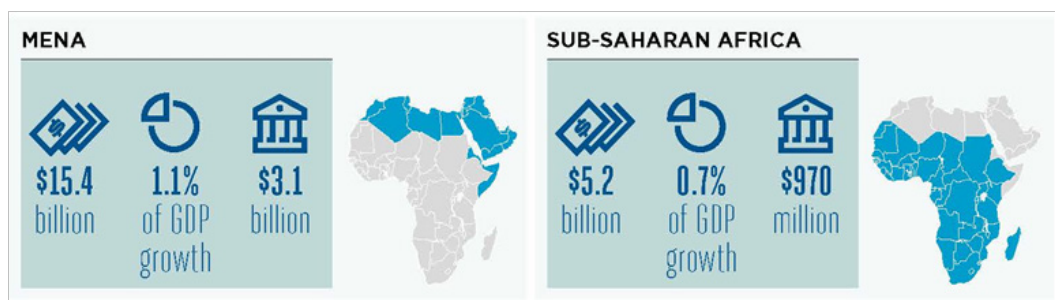 MENA
$15.4 billion
1.1% of GDP growth
$3.1 billion
SUB-SAHARAN AFRICA
$5.2 billion
0.7% of GDP growth
$970 million